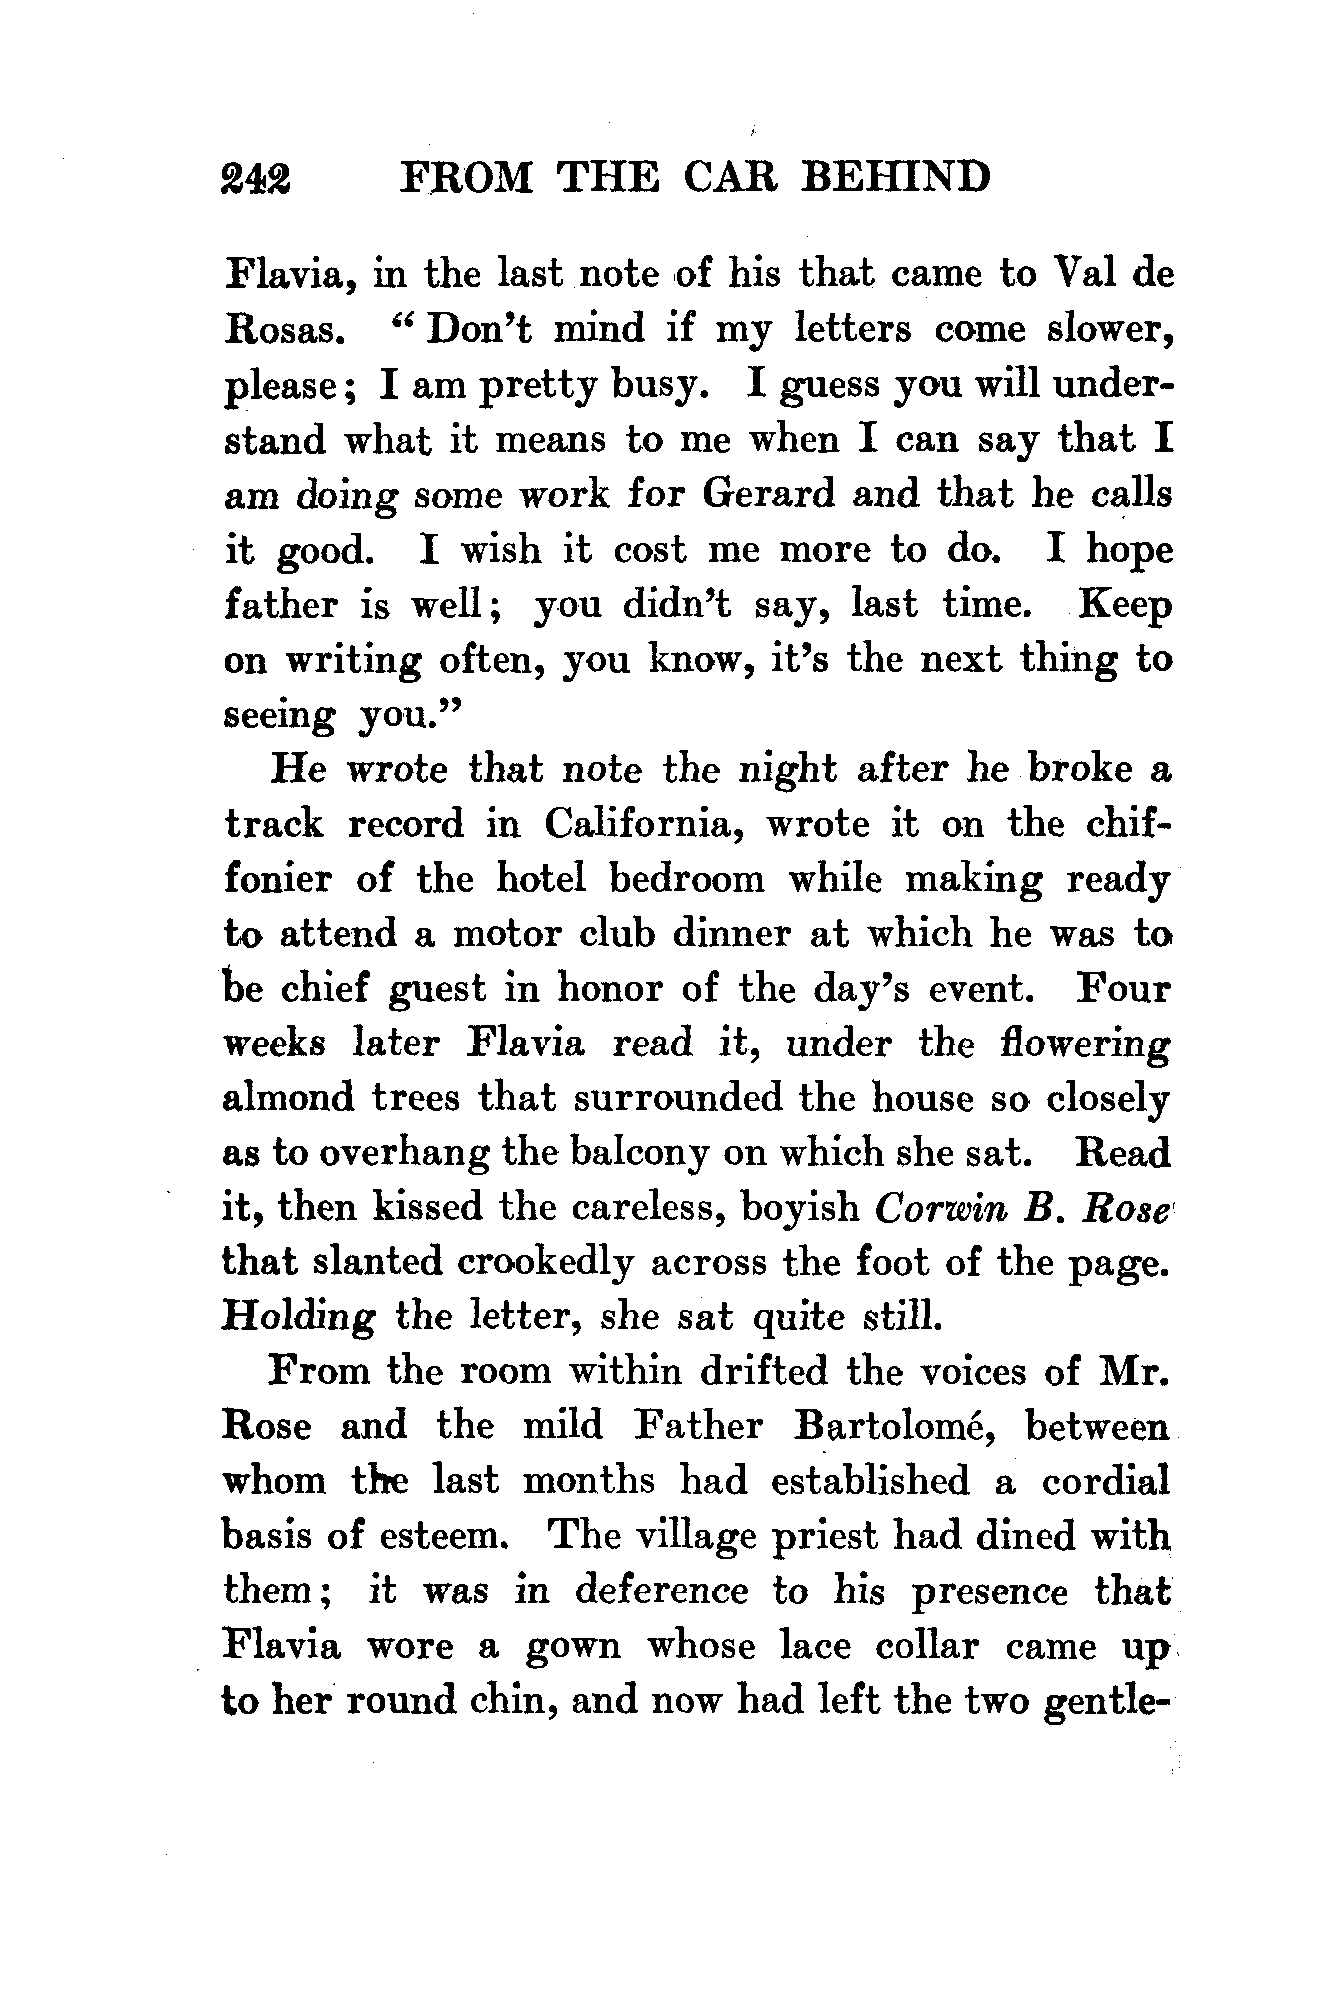 242 FROM THE CAR BEHIND
Flavia, in the last note of his that came to Val de
Rosas. “Don’t mind if my letters come slower,
please; I am pretty busy. I guess you will under-
stand what it means to me when I can say that I
am doing some work for Gerard and that he calls
it good. I wish it cost me more to do. I hope
father is well; you didn’t say, last time. Keep
on writing often, you know, it’s the next thing to
seeing you.”
He wrote that note the night after he broke a
track record in California, wrote it on the chif-
fonier of the hotel bedroom while making ready
to attend a motor club dinner at which he was to
be chief guest in honor of the day’s event. Four
weeks later Flavia read it, under the flowering
almond trees that surrounded the house so closely
as to overhang the balcony on which she sat. Read
it, then kissed the careless, boyish Corwin B. Rose
that slanted crookedly across the foot of the page.
Holding the letter, she sat quite still.
From the room within drifted the voices of Mr.
Rose and the mild Father Bartolomé, between
whom the last months had established a cordial
basis of esteem. The village priest had dined with
them; it was in deference to his presence that
Flavia wore a gown whose lace collar came up
to her round chin, and now had left the two gentle-